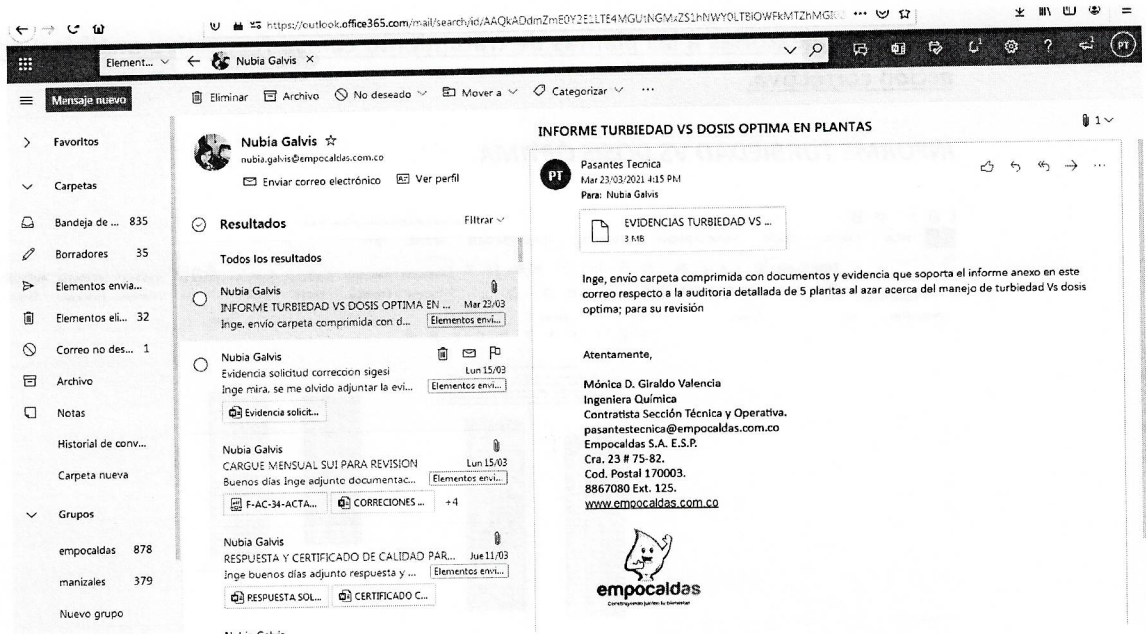 https://outlook.office365.com/mail/search/id/
Element...
Nubia Galvis
PT
Mensaje nuevo
Eliminar
Archivo
No deseado
Mover a
Categorizar
Favoritos
Carpetas
Bandeja de ... 835
Borradores 35
Elementos envia...
Elementos eli... 32
Correo no des... 1
Archivo
Notas
Historial de conv...
Carpeta nueva
Grupos
empocaldas 878
manizales 379
Nuevo grupo
Nubia Galvis
nubia.galvis@empocaldas.com.co
Enviar correo electrónico
Ver perfil
Resultados
Filtrar
Todos los resultados
Nubia Galvis
INFORME TURBIEDAD VS DOSIS OPTIMA EN ... Mar 23/03
Inge, envío carpeta comprimida con d... Elementos envi...
Nubia Galvis
Evidencia solicitud correccion sigesi Lun 15/03
Inge mira, se me olvido adjuntar la evi... Elementos envi...
Evidencia solicit...
Nubia Galvis
CARGUE MENSUAL SUI PARA REVISION Lun 15/03
Buenos días Inge adjunto documentac... Elementos envi...
F-AC-34-ACTA... CORRECIONES ... +4
Nubia Galvis
RESPUESTA Y CERTIFICADO DE CALIDAD PAR... Jue 11/03
Inge buenos días adjunto respuesta y ... Elementos envi...
RESPUESTA SOL... CERTIFICADO C...
INFORME TURBIEDAD VS DOSIS OPTIMA EN PLANTAS
1
PT
Pasantes Tecnica
Mar 23/03/2021 4:15 PM
Para: Nubia Galvis
EVIDENCIAS TURBIEDAD VS ...
3 MB
Inge, envío carpeta comprimida con documentos y evidencia que soporta el informe anexo en este
correo respecto a la auditoria detallada de 5 plantas al azar acerca del manejo de turbiedad Vs dosis
optima; para su revisión
Atentamente,
Mónica D. Giraldo Valencia
Ingeniera Química
Contratista Sección Técnica y Operativa.
pasantestecnica@empocaldas.com.co
Empocaldas S.A. E.S.P.
Cra. 23 # 75-82.
Cod. Postal 170003.
8867080 Ext. 125.
www.empocaldas.com.co
empocaldas